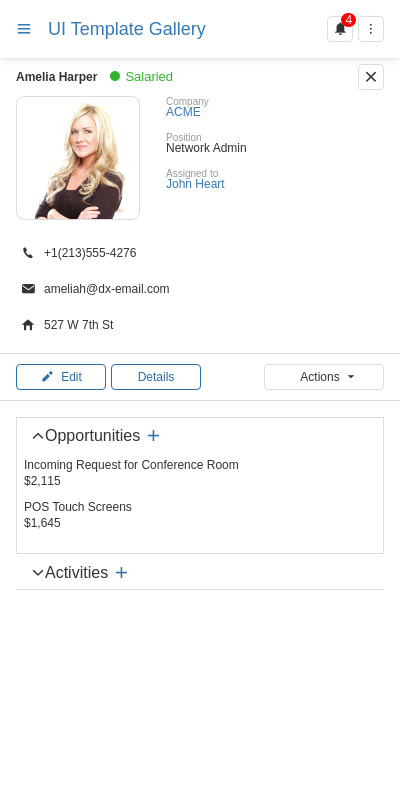 UI Template Gallery
4
Amelia Harper
Salaried
Company
ACME
Position
Network Admin
Assigned to
John Heart
+1(213)555-4276
ameliah@dx-email.com
527 W 7th St
Edit
Details
Actions
Opportunities
Incoming Request for Conference Room
$2,115
POS Touch Screens
$1,645
Activities